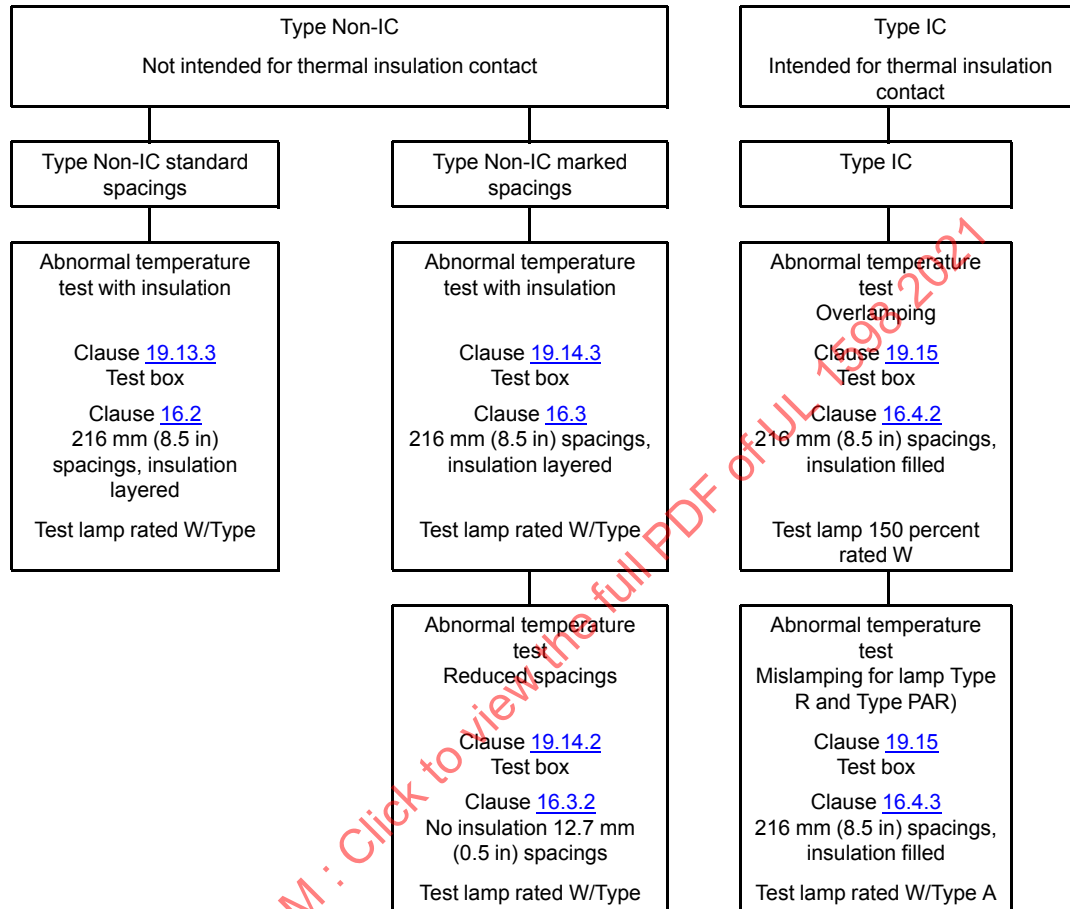 Type Non-IC
Not intended for thermal insulation contact
Type IC
Intended for thermal insulation
contact
Type Non-IC standard
spacings
Type Non-IC marked
spacings
Type IC
Abnormal temperature
test with insulation
Clause 19.13.3
Test box
Clause 16.2
216 mm (8.5 in)
spacings, insulation
layered
Test lamp rated W/Type
Abnormal temperature
test with insulation
Clause 19.14.3
Test box
Clause 16.3
216 mm (8.5 in) spacings,
insulation layered
Test lamp rated W/Type
Abnormal temperature
test
Overlamping
Clause 19.15
Test box
Clause 16.4.2
216 mm (8.5 in) spacings,
insulation filled
Test lamp 150 percent
rated W
Abnormal temperature
test
Reduced spacings
Clause 19.14.2
Test box
Clause 16.3.2
No insulation 12.7 mm
(0.5 in) spacings
Test lamp rated W/Type
Abnormal temperature
test
Mislamping for lamp Type
R and Type PAR)
Clause 19.15
Test box
Clause 16.4.3
216 mm (8.5 in) spacings,
insulation filled
Test lamp rated W/Type A
M : Click to view the full PDF of UL 1598 2021